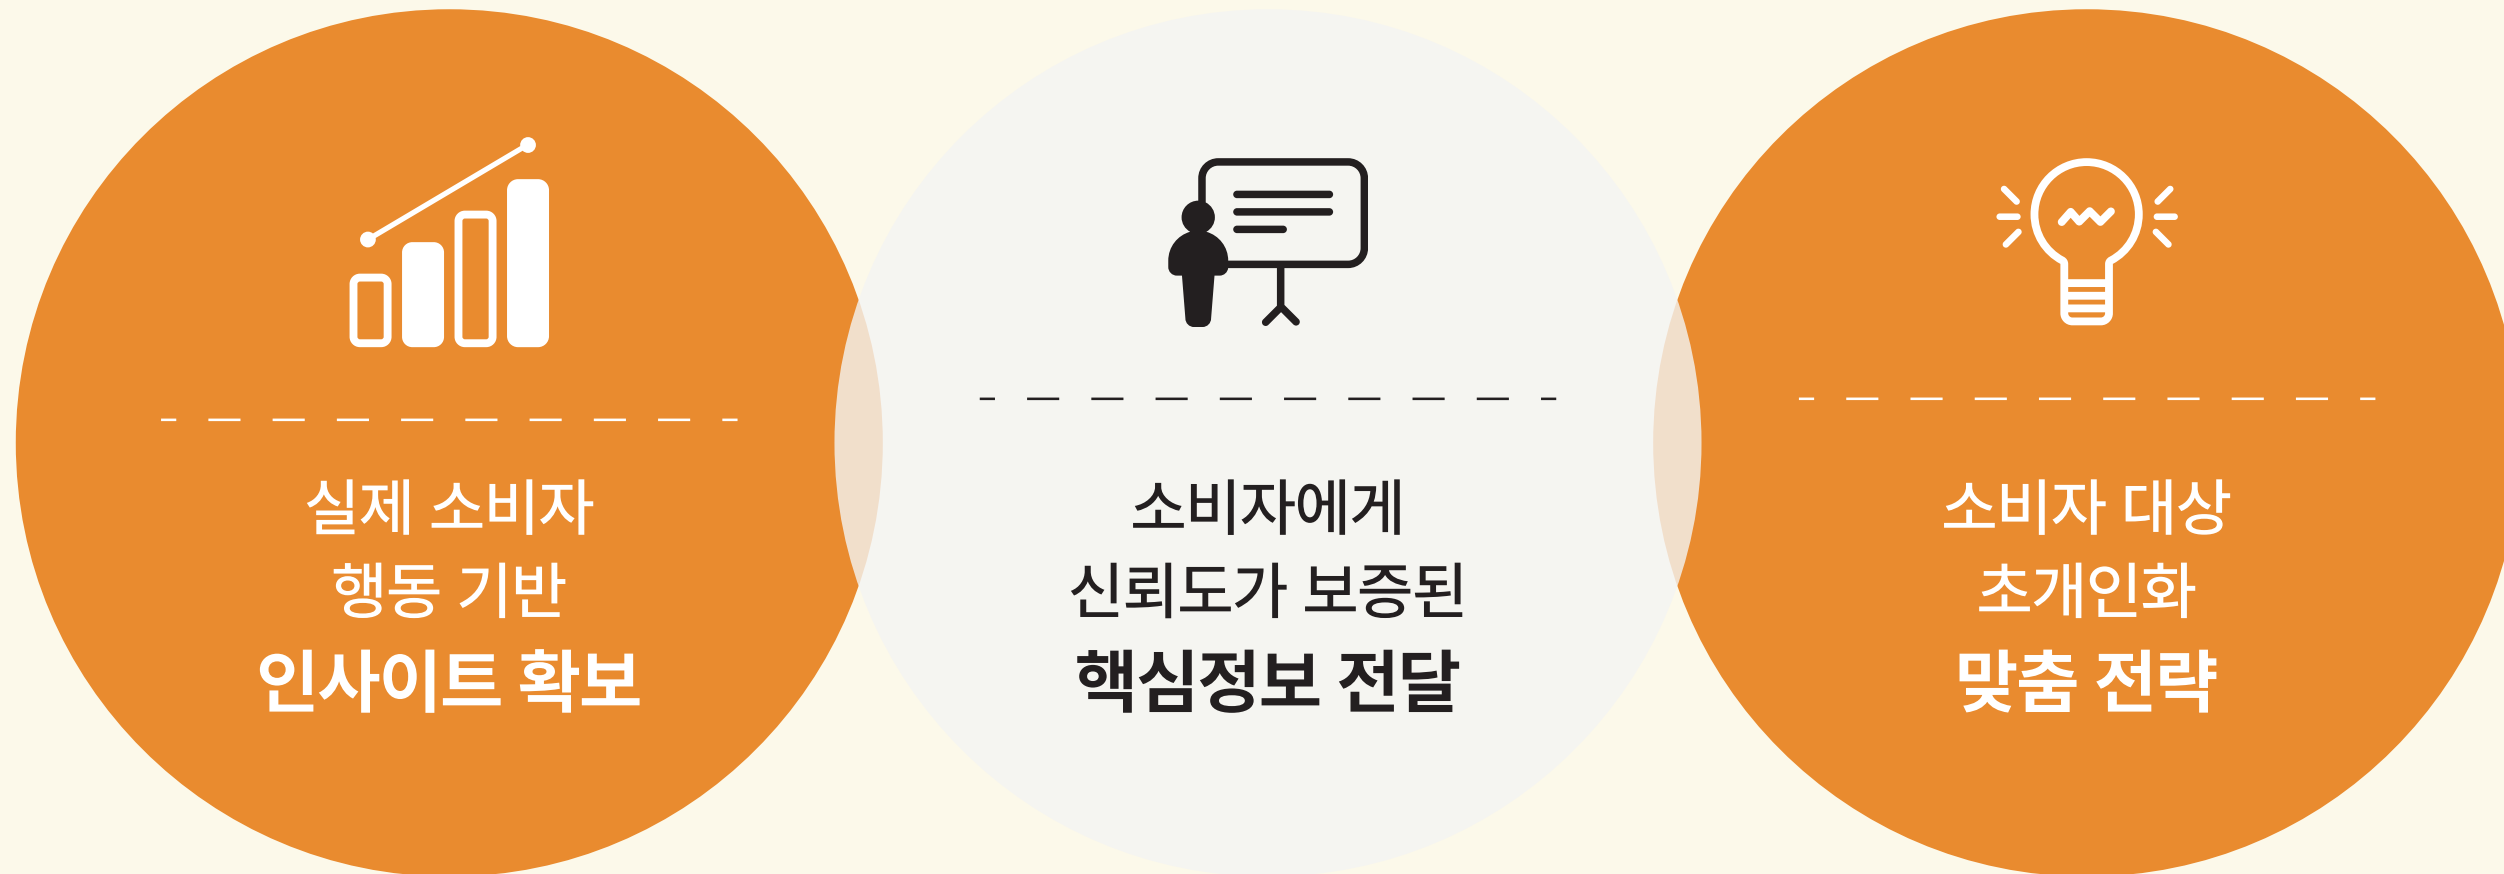 실제 소비자
행동 기반
인사이트 확보
소비자에게
신뢰도가 보증된
핵심정보 전달
소비자 대상
초개인화
맞춤 전략